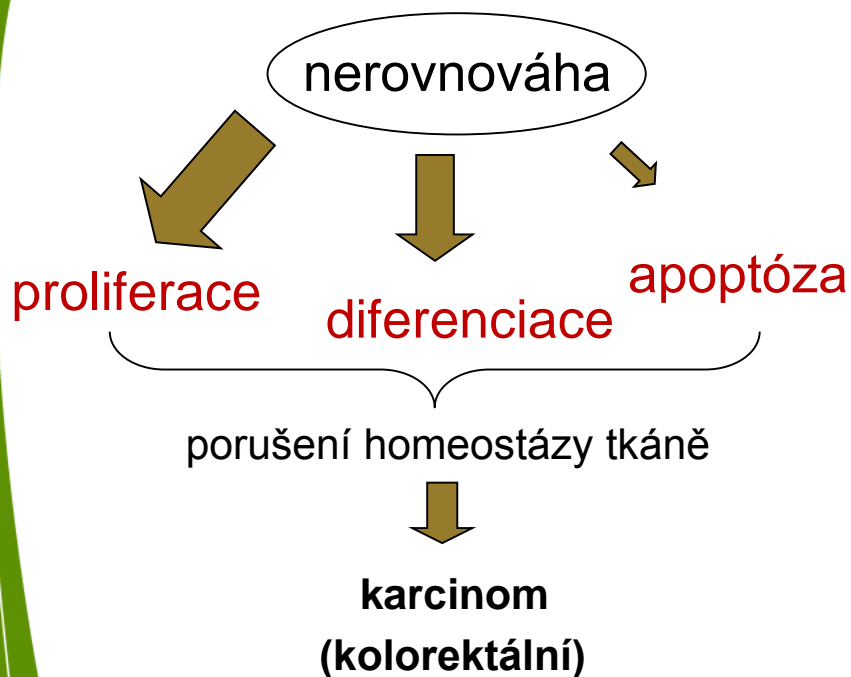 nerovnováha
proliferace
diferenciace
apoptóza
porušení homeostázy tkáně
karcinom
(kolorektální)